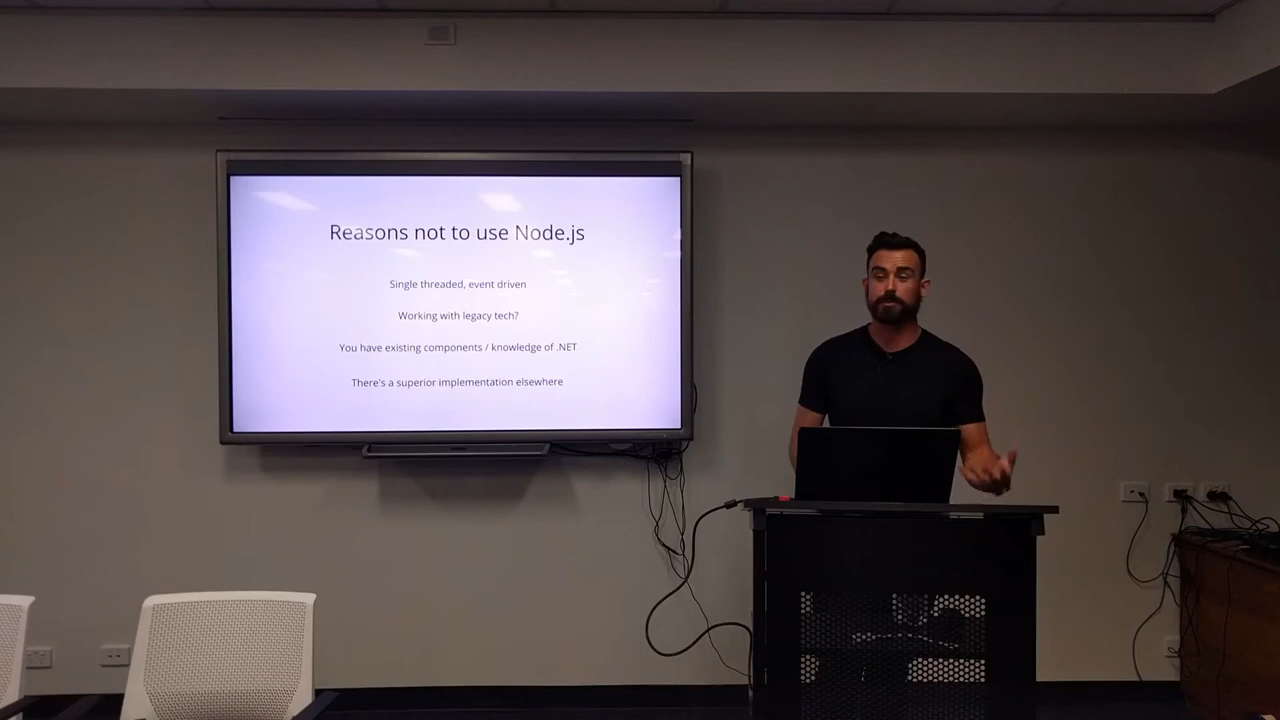 Reasons not to use Node.js
Single threaded, event driven
Working with legacy tech?
You have existing components / knowledge of .NET
There's a superior implementation elsewhere